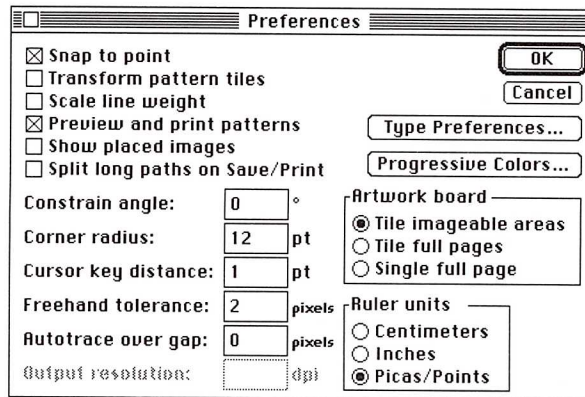 Preferences
Snap to point
Transform pattern tiles
Scale line weight
Preview and print patterns
Show placed images
Split long paths on Save/Print
OK
Cancel
Type Preferences...
Progressive Colors...
Constrain angle: 0 °
Corner radius: 12 pt
Cursor key distance: 1 pt
Freehand tolerance: 2 pixels
Autotrace over gap: 0 pixels
Output resolution: dpi
Artwork board
Tile imageable areas
Tile full pages
Single full page
Ruler units
Centimeters
Inches
Picas/Points